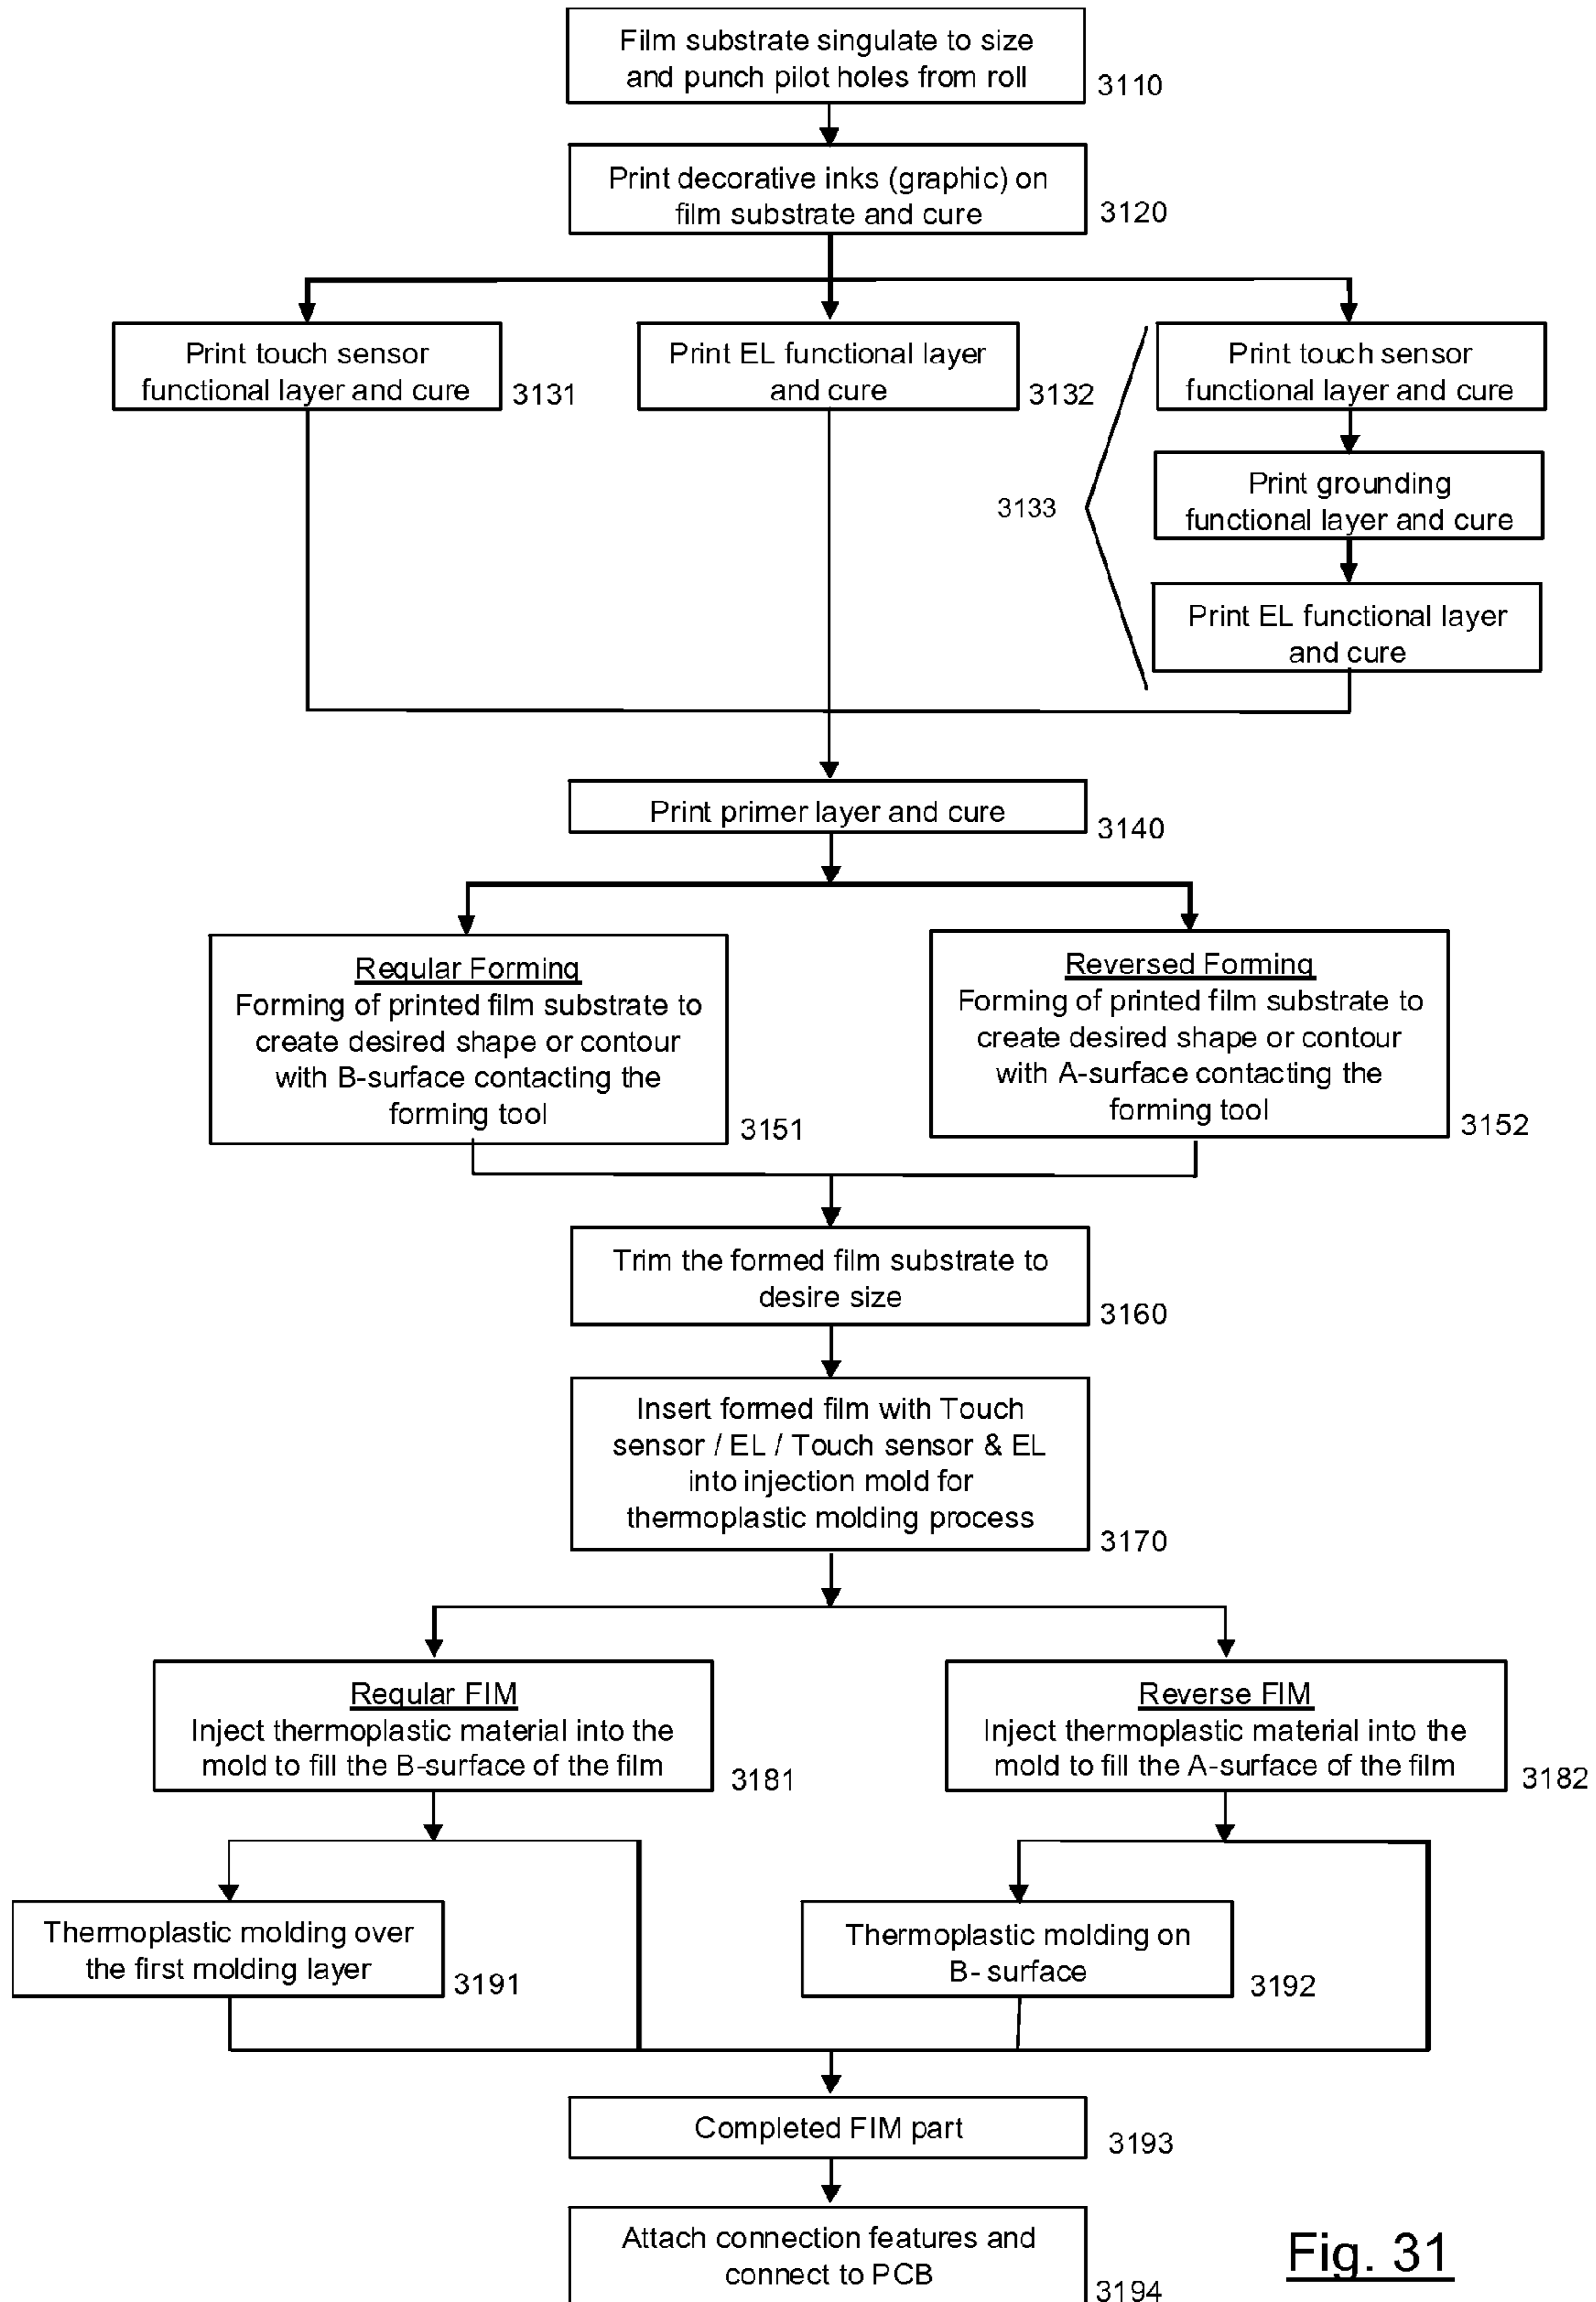 Film substrate singulate to size
and punch pilot holes from roll
3110
Print decorative inks (graphic) on
film substrate and cure
3120
Print touch sensor
functional layer and cure
3131
Print EL functional layer
and cure
3132
Print touch sensor
functional layer and cure
Print grounding
functional layer and cure
3133
Print EL functional layer
and cure
Print primer layer and cure
3140
Regular Forming
Forming of printed film substrate to
create desired shape or contour
with B-surface contacting the
forming tool
3151
Reversed Forming
Forming of printed film substrate to
create desired shape or contour
with A-surface contacting the
forming tool
3152
Trim the formed film substrate to
desire size
3160
Insert formed film with Touch
sensor / EL / Touch sensor & EL
into injection mold for
thermoplastic molding process
3170
Regular FIM
Inject thermoplastic material into the
mold to fill the B-surface of the film
3181
Reverse FIM
Inject thermoplastic material into the
mold to fill the A-surface of the film
3182
Thermoplastic molding over
the first molding layer
3191
Thermoplastic molding on
B- surface
3192
Completed FIM part
3193
Attach connection features and
connect to PCB
3194
Fig. 31